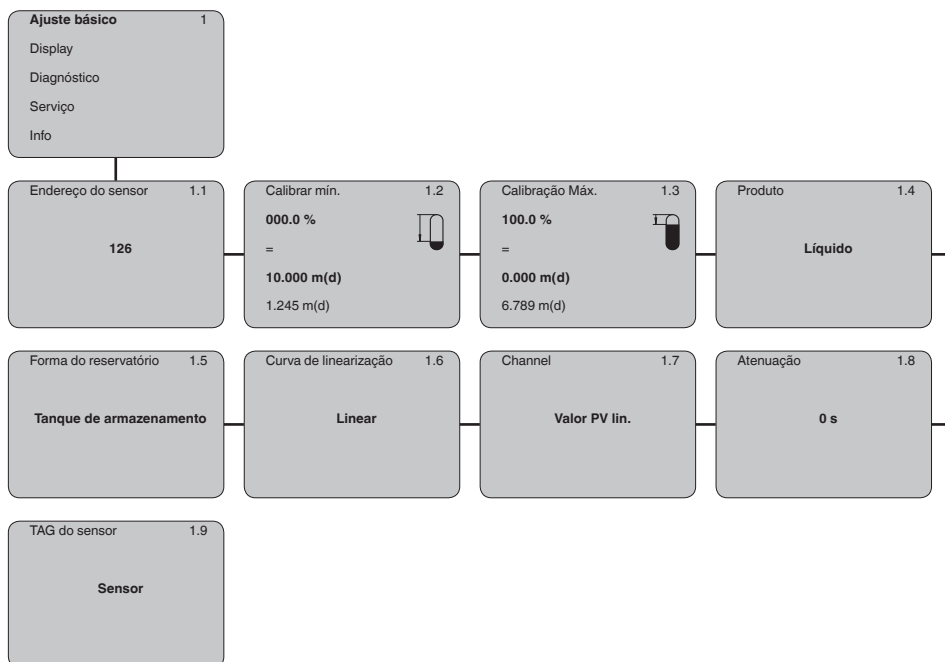 Ajuste básico 1
Display
Diagnóstico
Serviço
Info
Endereço do sensor 1.1
126
Calibrar mín. 1.2
000.0 %
=
10.000 m(d)
1.245 m(d)
Calibração Máx. 1.3
100.0 %
=
0.000 m(d)
6.789 m(d)
Produto 1.4
Líquido
Forma do reservatório 1.5
Tanque de armazenamento
Curva de linearização 1.6
Linear
Channel 1.7
Valor PV lin.
Atenuação 1.8
0 s
TAG do sensor 1.9
Sensor